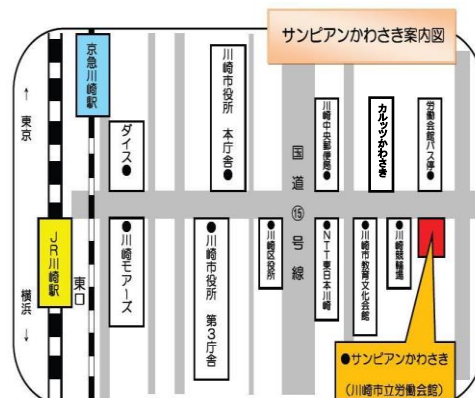 サンピアンかわさき案内図
京急川崎駅
↑
東京
ダイス●
川崎市役所 本庁舎●
国道⑮号線
川崎中央郵便局●
カルッツかわさき
労働会館バス停●
JR川崎駅
東口
横浜
↓
●川崎モアーズ
●川崎市役所 第3庁舎
●川崎区役所
●NTT東日本川崎
●川崎市教育文化会館
●川崎競輪場
●サンピアンかわさき
(川崎市立労働会館)